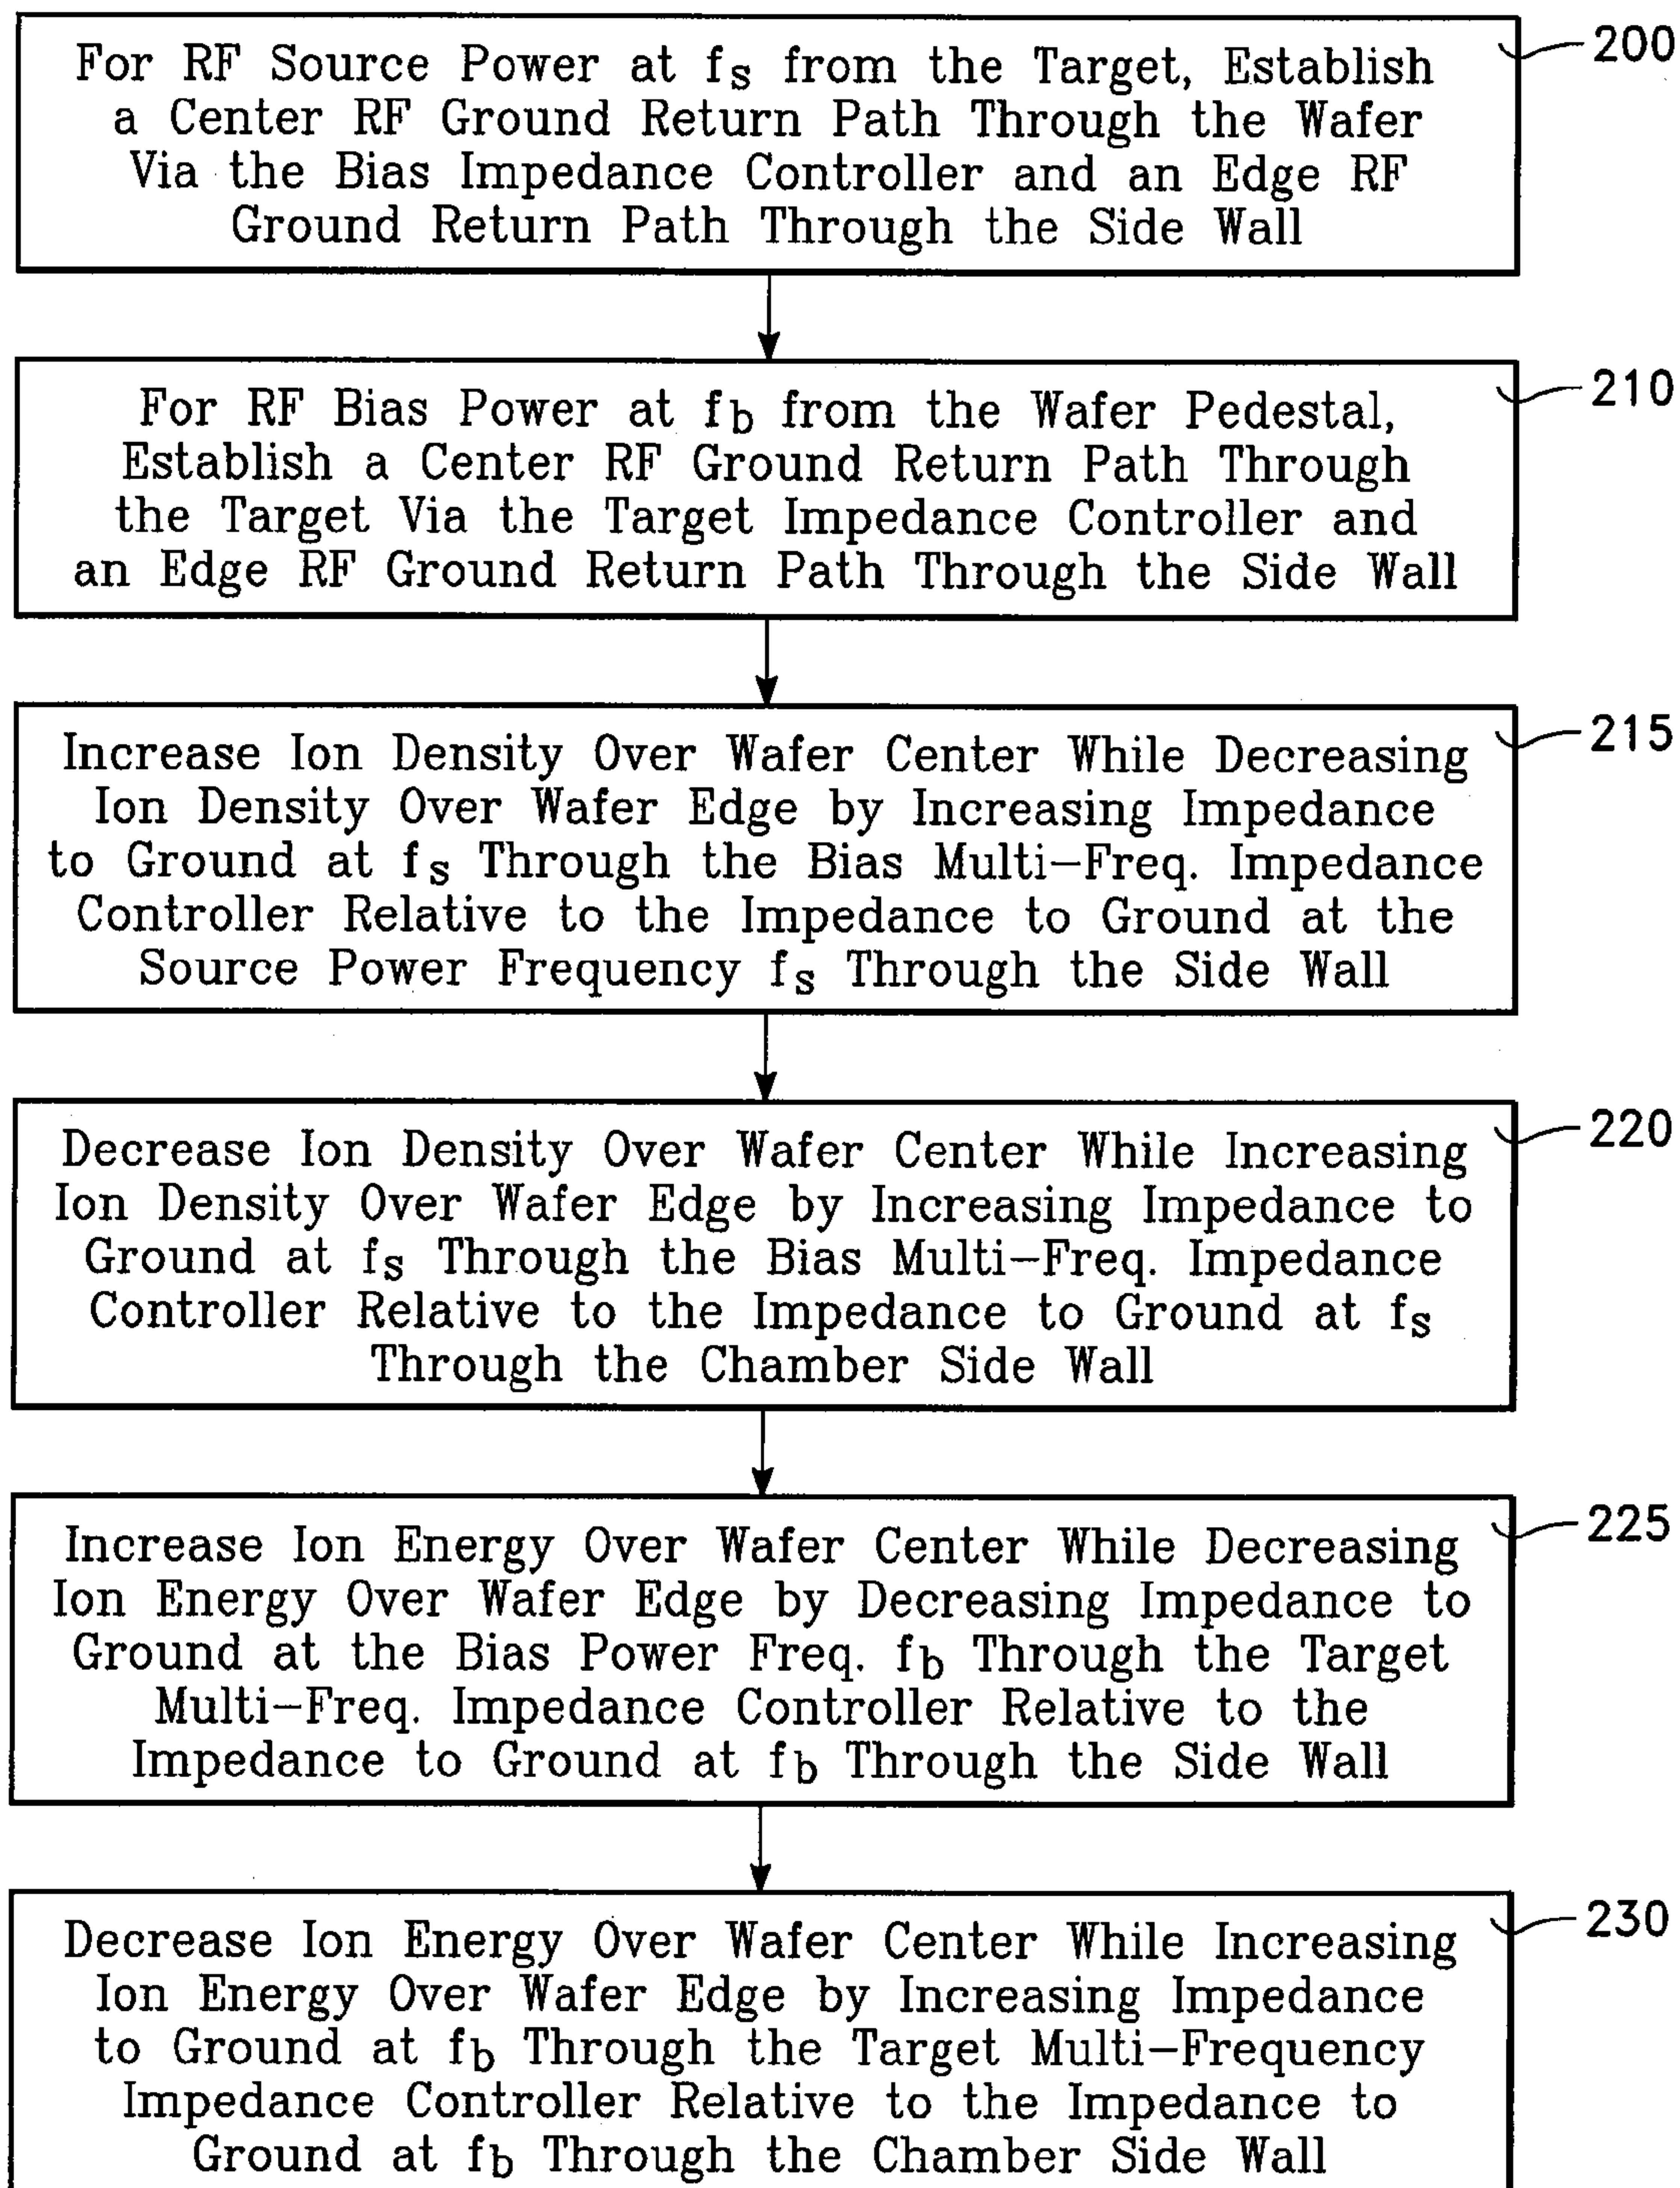 For RF Source Power at fs from the Target, Establish
a Center RF Ground Return Path Through the Wafer
Via the Bias Impedance Controller and an Edge RF
Ground Return Path Through the Side Wall
200
For RF Bias Power at fb from the Wafer Pedestal,
Establish a Center RF Ground Return Path Through
the Target Via the Target Impedance Controller and
an Edge RF Ground Return Path Through the Side Wall
210
Increase Ion Density Over Wafer Center While Decreasing
Ion Density Over Wafer Edge by Increasing Impedance
to Ground at fs Through the Bias Multi-Freq. Impedance
Controller Relative to the Impedance to Ground at the
Source Power Frequency fs Through the Side Wall
215
Decrease Ion Density Over Wafer Center While Increasing
Ion Density Over Wafer Edge by Increasing Impedance to
Ground at fs Through the Bias Multi-Freq. Impedance
Controller Relative to the Impedance to Ground at fs
Through the Chamber Side Wall
220
Increase Ion Energy Over Wafer Center While Decreasing
Ion Energy Over Wafer Edge by Decreasing Impedance to
Ground at the Bias Power Freq. fb Through the Target
Multi-Freq. Impedance Controller Relative to the
Impedance to Ground at fb Through the Side Wall
225
Decrease Ion Energy Over Wafer Center While Increasing
Ion Energy Over Wafer Edge by Increasing Impedance
to Ground at fb Through the Target Multi-Frequency
Impedance Controller Relative to the Impedance to
Ground at fb Through the Chamber Side Wall
230